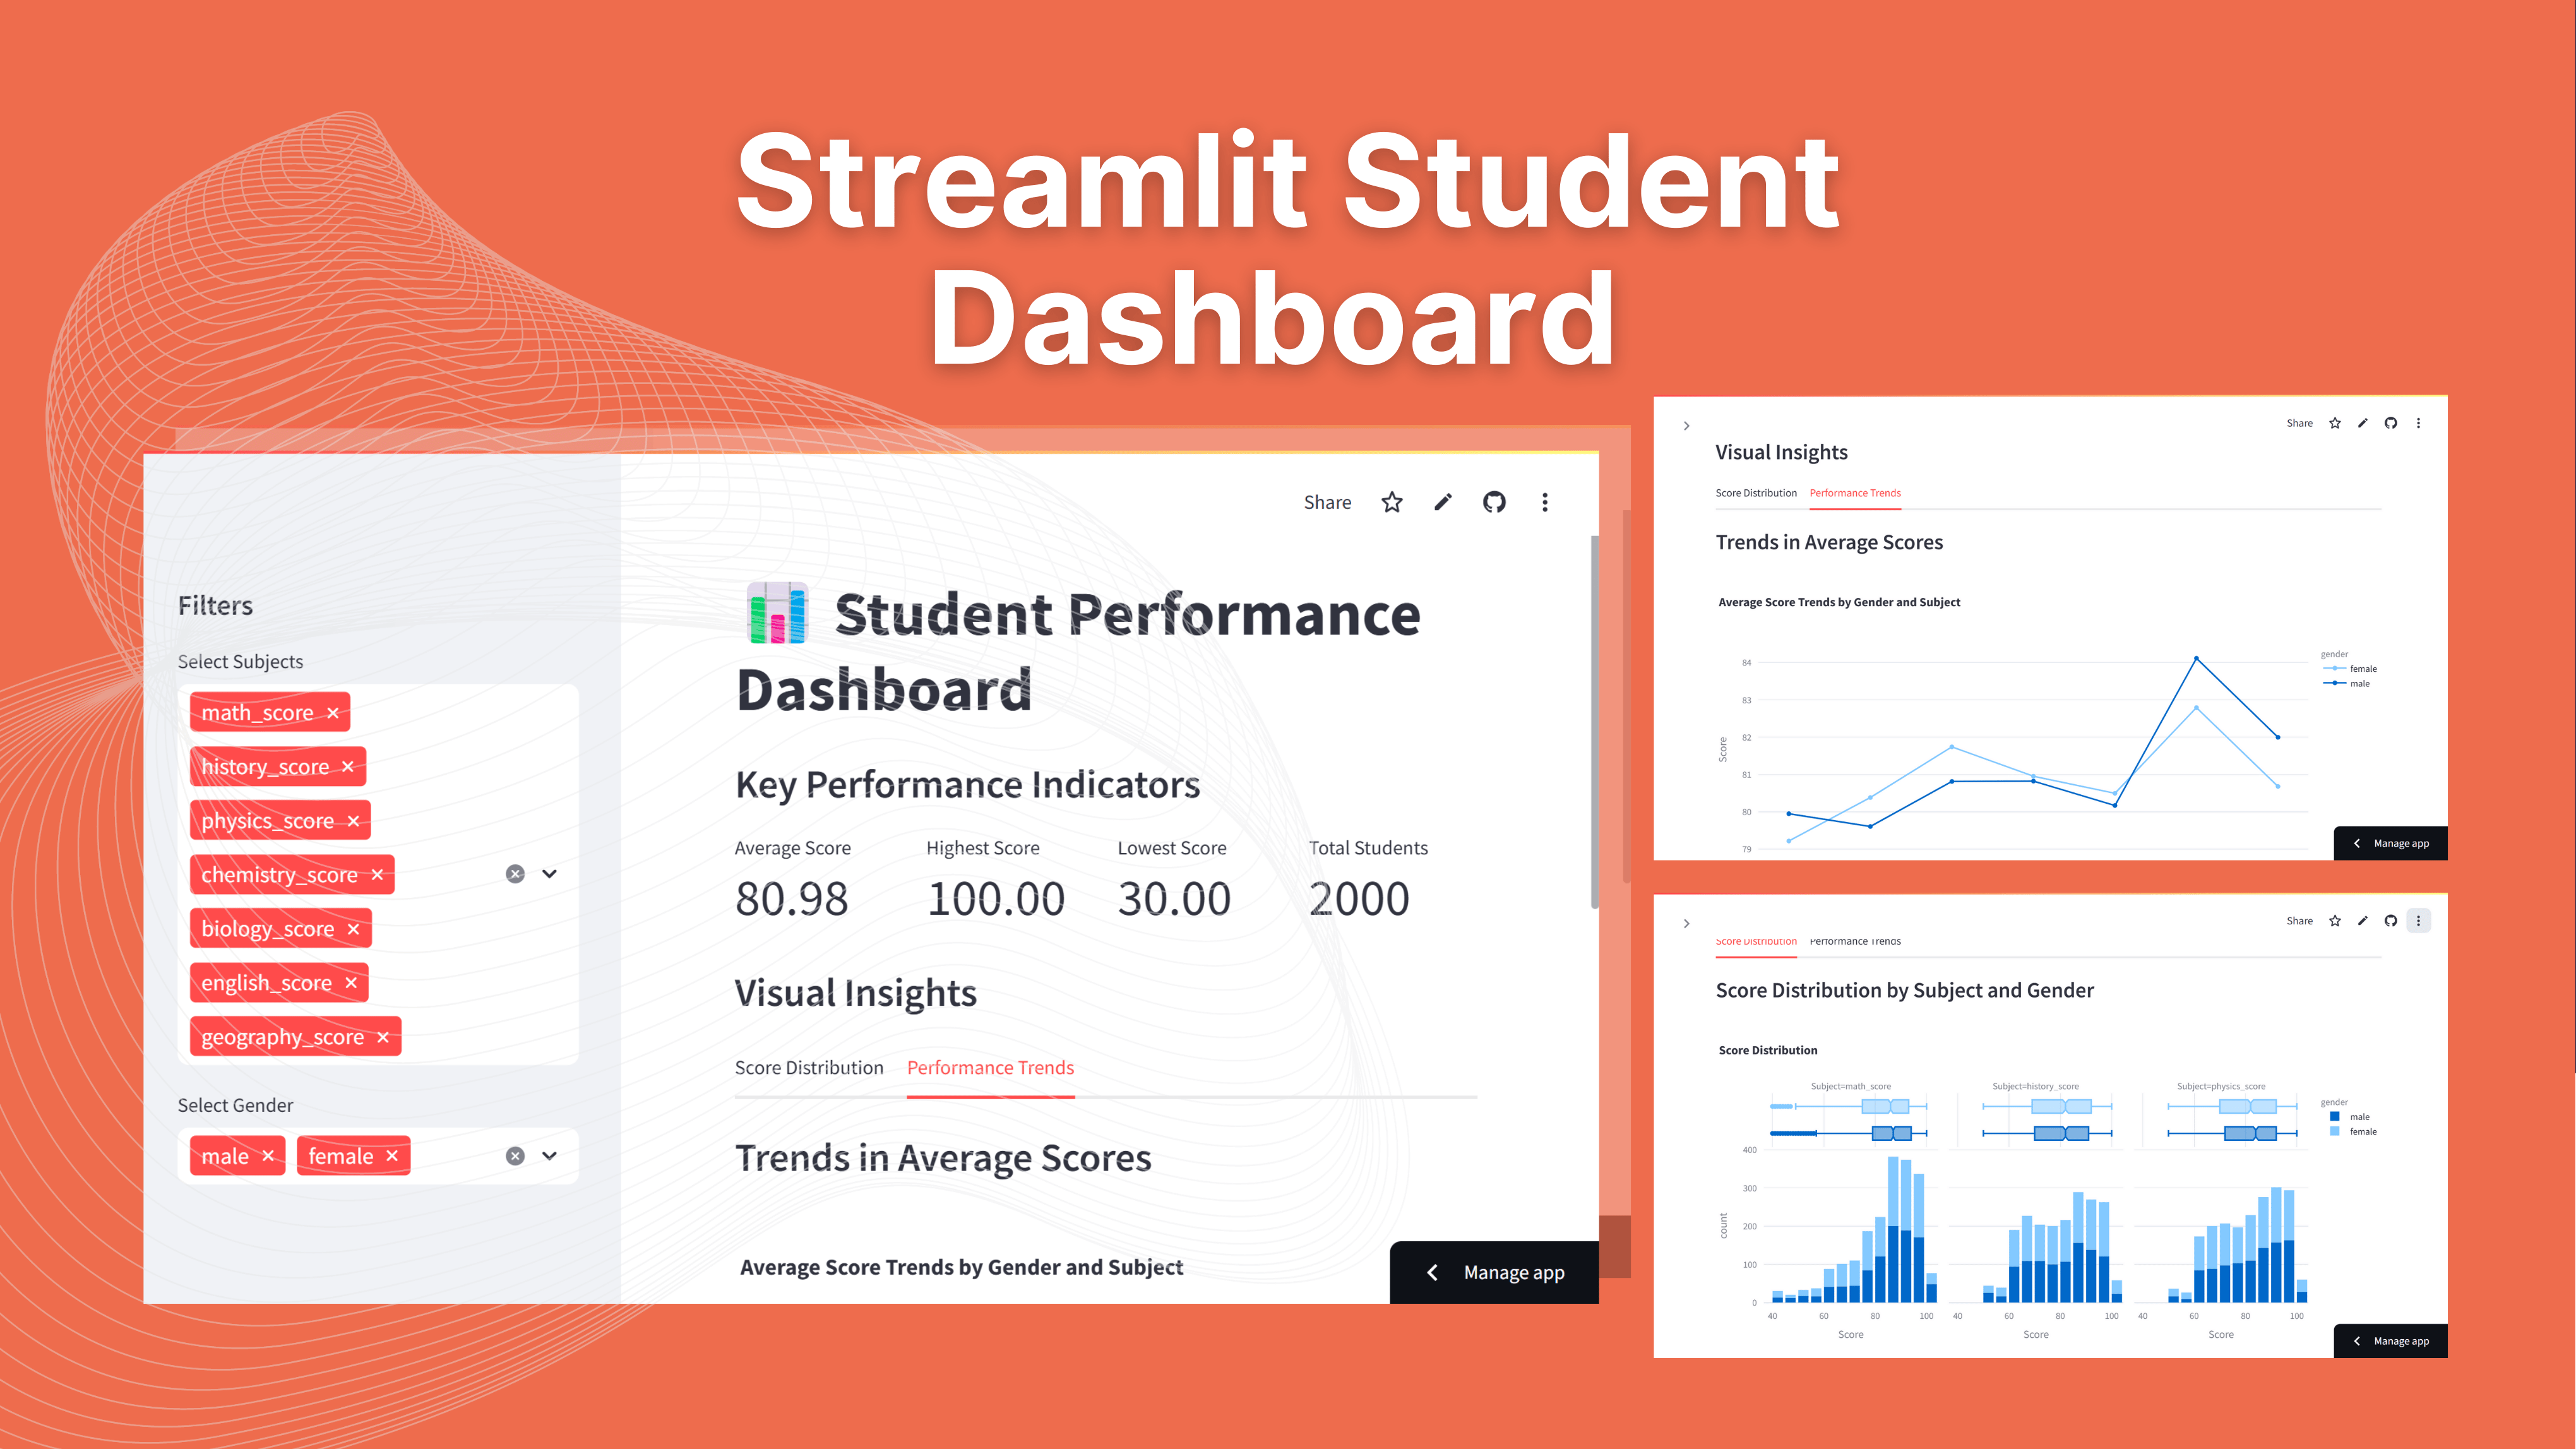 Streamlit Student
Dashboard
Share
Filters
Select Subjects
math_score ×
history_score ×
physics_score ×
chemistry_score ×
biology_score ×
english_score ×
geography_score ×
Select Gender
male × female ×
Student Performance
Dashboard
Key Performance Indicators
Average Score Highest Score Lowest Score Total Students
80.98 100.00 30.00 2000
Visual Insights
Score Distribution Performance Trends
Trends in Average Scores
Average Score Trends by Gender and Subject
Manage app
Share
Visual Insights
Score Distribution Performance Trends
Trends in Average Scores
Average Score Trends by Gender and Subject
84
83
82
81
80
79
Score
gender
female
male
Manage app
Share
Score Distribution Performance Trends
Score Distribution by Subject and Gender
Score Distribution
Subject=math_score Subject=history_score Subject=physics_score
gender
male
female
400
300
200
100
0
count
40 60 80 100 40 60 80 100 40 60 80 100
Score Score Score
Manage app